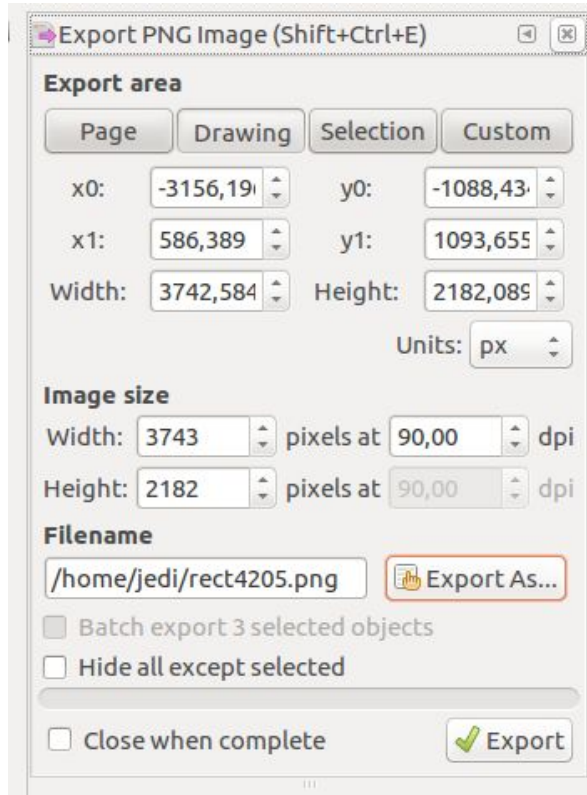 Export PNG Image (Shift+Ctrl+E)
Export area
Page Drawing Selection Custom
x0: -3156,19 y0: -1088,43
x1: 586,389 y1: 1093,655
Width: 3742,584 Height: 2182,089
Units: px
Image size
Width: 3743 pixels at 90,00 dpi
Height: 2182 pixels at 90,00 dpi
Filename
/home/jedi/rect4205.png Export As...
Batch export 3 selected objects
Hide all except selected
Close when complete Export